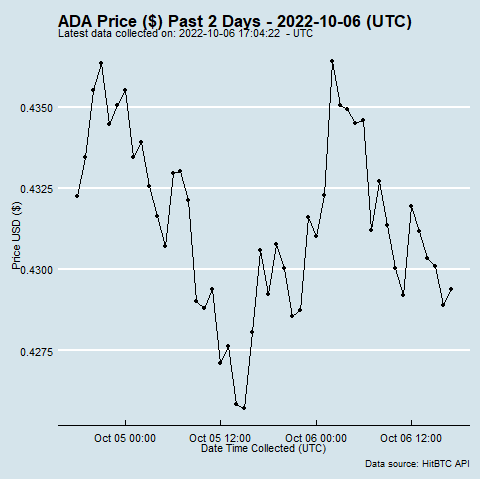 ADA Price ($) Past 2 Days - 2022-10-06 (UTC)
Latest data collected on: 2022-10-06 17:04:22 - UTC
0.4350
0.4325
0.4300
0.4275
Price USD ($)
Oct 05 00:00 Oct 05 12:00 Oct 06 00:00 Oct 06 12:00
Date Time Collected (UTC)
Data source: HitBTC API